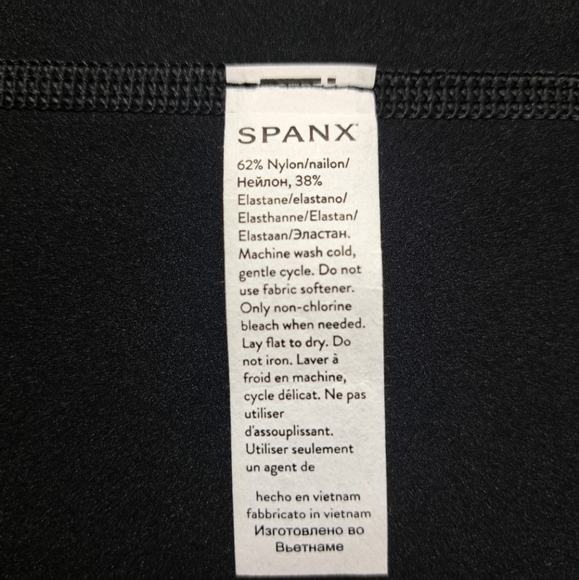 SPANX
62% Nylon/nailon/
Нейлон, 38%
Elastane/elastano/
Elasthanne/Elastan/
Elastaan/Эластан.
Machine wash cold,
gentle cycle. Do not
use fabric softener.
Only non-chlorine
bleach when needed.
Lay flat to dry. Do
not iron. Laver à
froid en machine,
cycle délicat. Ne pas
utiliser
d'assouplissant.
Utiliser seulement
un agent de
hecho en vietnam
fabbricato in vietnam
Изготовлено во
Вьетнаме